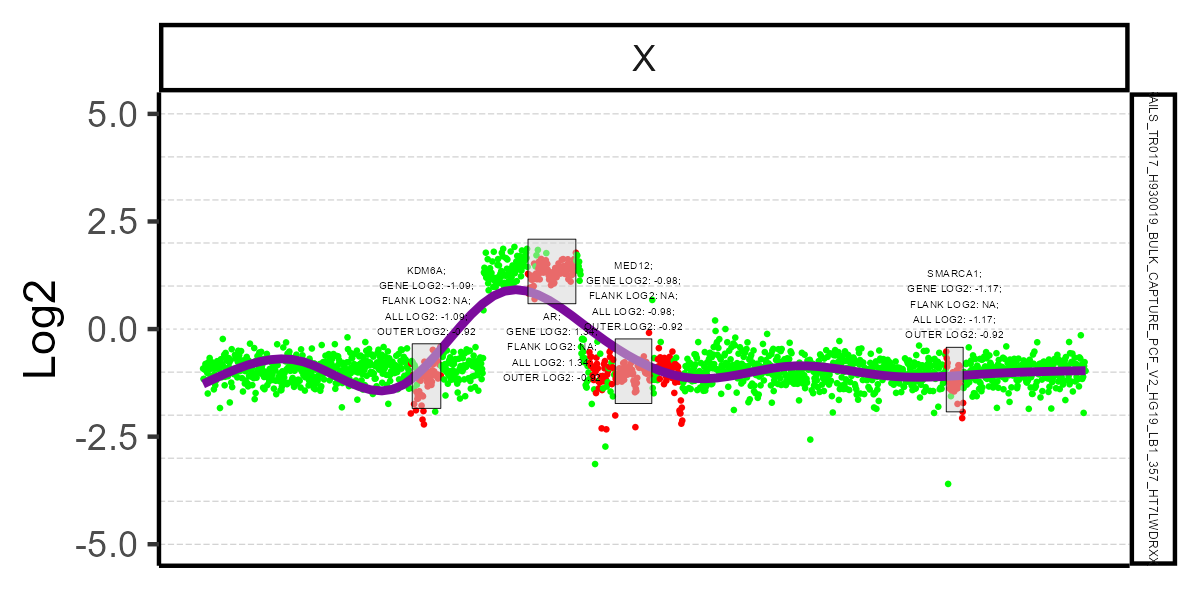 X
Log2
5.0
2.5
0.0
-2.5
-5.0
KDM6A;
GENE LOG2: -1.09;
FLANK LOG2: NA;
ALL LOG2: -1.09;
OUTER LOG2: -0.92
AR;
GENE LOG2: 1.34;
FLANK LOG2: NA;
ALL LOG2: 1.34;
OUTER LOG2: -0.92
MED12;
GENE LOG2: -0.98;
FLANK LOG2: NA;
ALL LOG2: -0.98;
OUTER LOG2: -0.92
SMARCA1;
GENE LOG2: -1.17;
FLANK LOG2: NA;
ALL LOG2: -1.17;
OUTER LOG2: -0.92
AILS_TR017_H930019_BULK_CAPTURE_PCF_V2_HG19_LB1_357_HT7LWDRXX